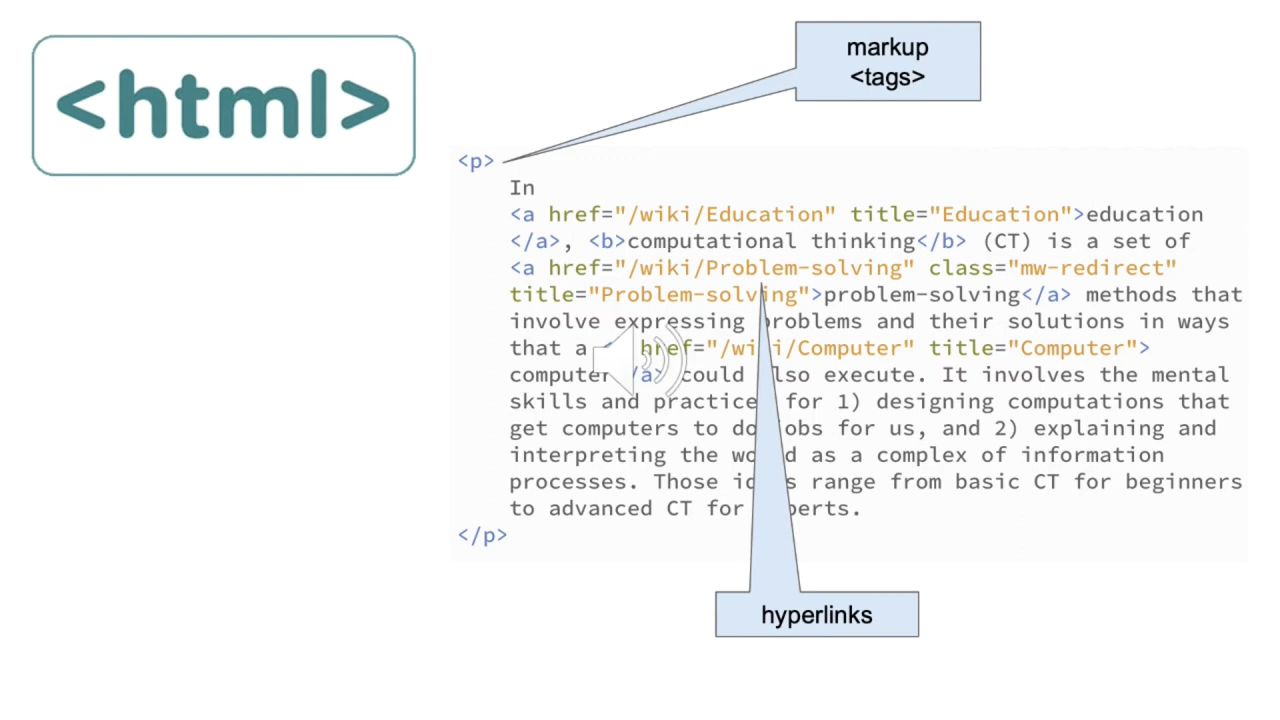 <html>
markup
<tags>
<p>
In
<a href="/wiki/Education" title="Education">education
</a>, <b>computational thinking</b> (CT) is a set of
<a href="/wiki/Problem-solving" class="mw-redirect"
title="Problem-solving">problem-solving</a> methods that
involve expressing problems and their solutions in ways
that a href="/wiki/Computer" title="Computer">
computer</a> could also execute. It involves the mental
skills and practices for 1) designing computations that
get computers to do jobs for us, and 2) explaining and
interpreting the world as a complex of information
processes. Those ideas range from basic CT for beginners
to advanced CT for experts.
</p>
hyperlinks